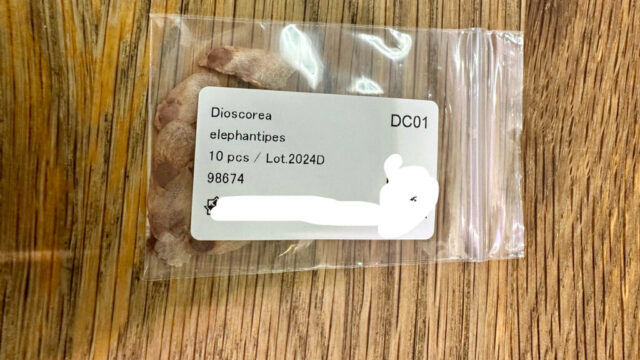 Dioscorea
DC01
elephantipes
10 pcs / Lot.2024D
98674